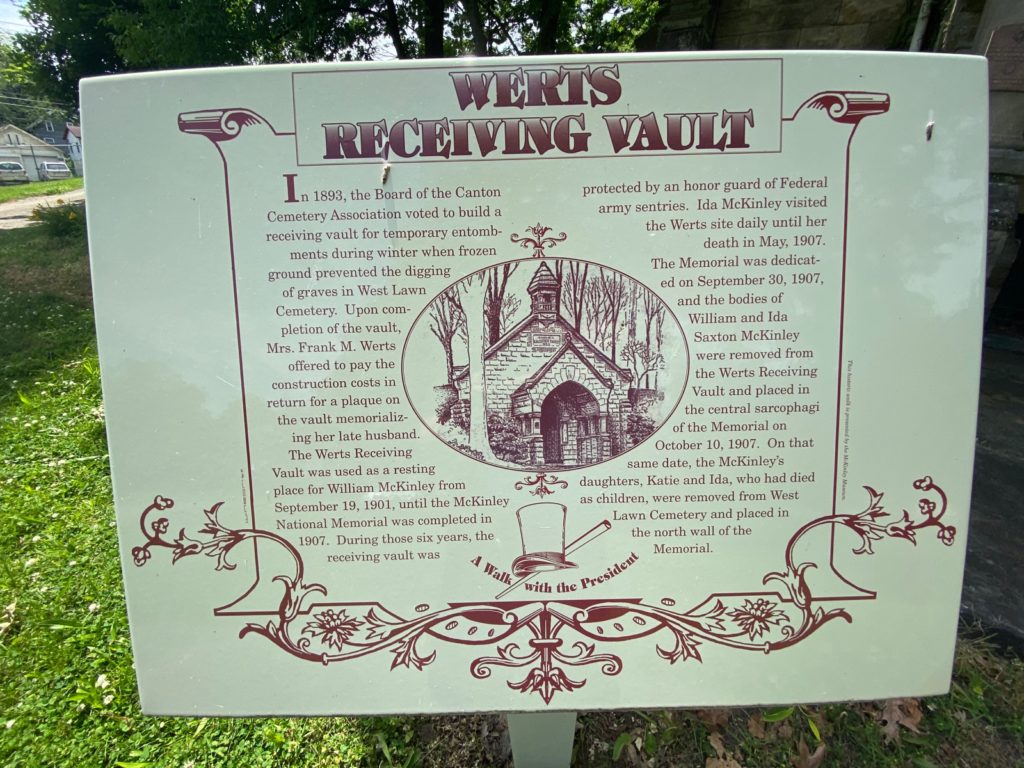 WERTS
RECEIVING VAULT
In 1893, the Board of the Canton
Cemetery Association voted to build a
receiving vault for temporary entomb-
ments during winter when frozen
ground prevented the digging
of graves in West Lawn
Cemetery. Upon com-
pletion of the vault,
Mrs. Frank M. Werts
offered to pay the
construction costs in
return for a plaque on
the vault memorializ-
ing her late husband.
The Werts Receiving
Vault was used as a resting
place for William McKinley from
September 19, 1901, until the McKinley
National Memorial was completed in
1907. During those six years, the
receiving vault was
protected by an honor guard of Federal
army sentries. Ida McKinley visited
the Werts site daily until her
death in May, 1907.
The Memorial was dedicat-
ed on September 30, 1907,
and the bodies of
William and Ida
Saxton McKinley
were removed from
the Werts Receiving
Vault and placed in
the central sarcophagi
of the Memorial on
October 10, 1907. On that
same date, the McKinley's
daughters, Katie and Ida, who had died
as children, were removed from West
Lawn Cemetery and placed in
the north wall of the
Memorial.
A Walk with the President
This historic walk is presented by the McKinley Museum.